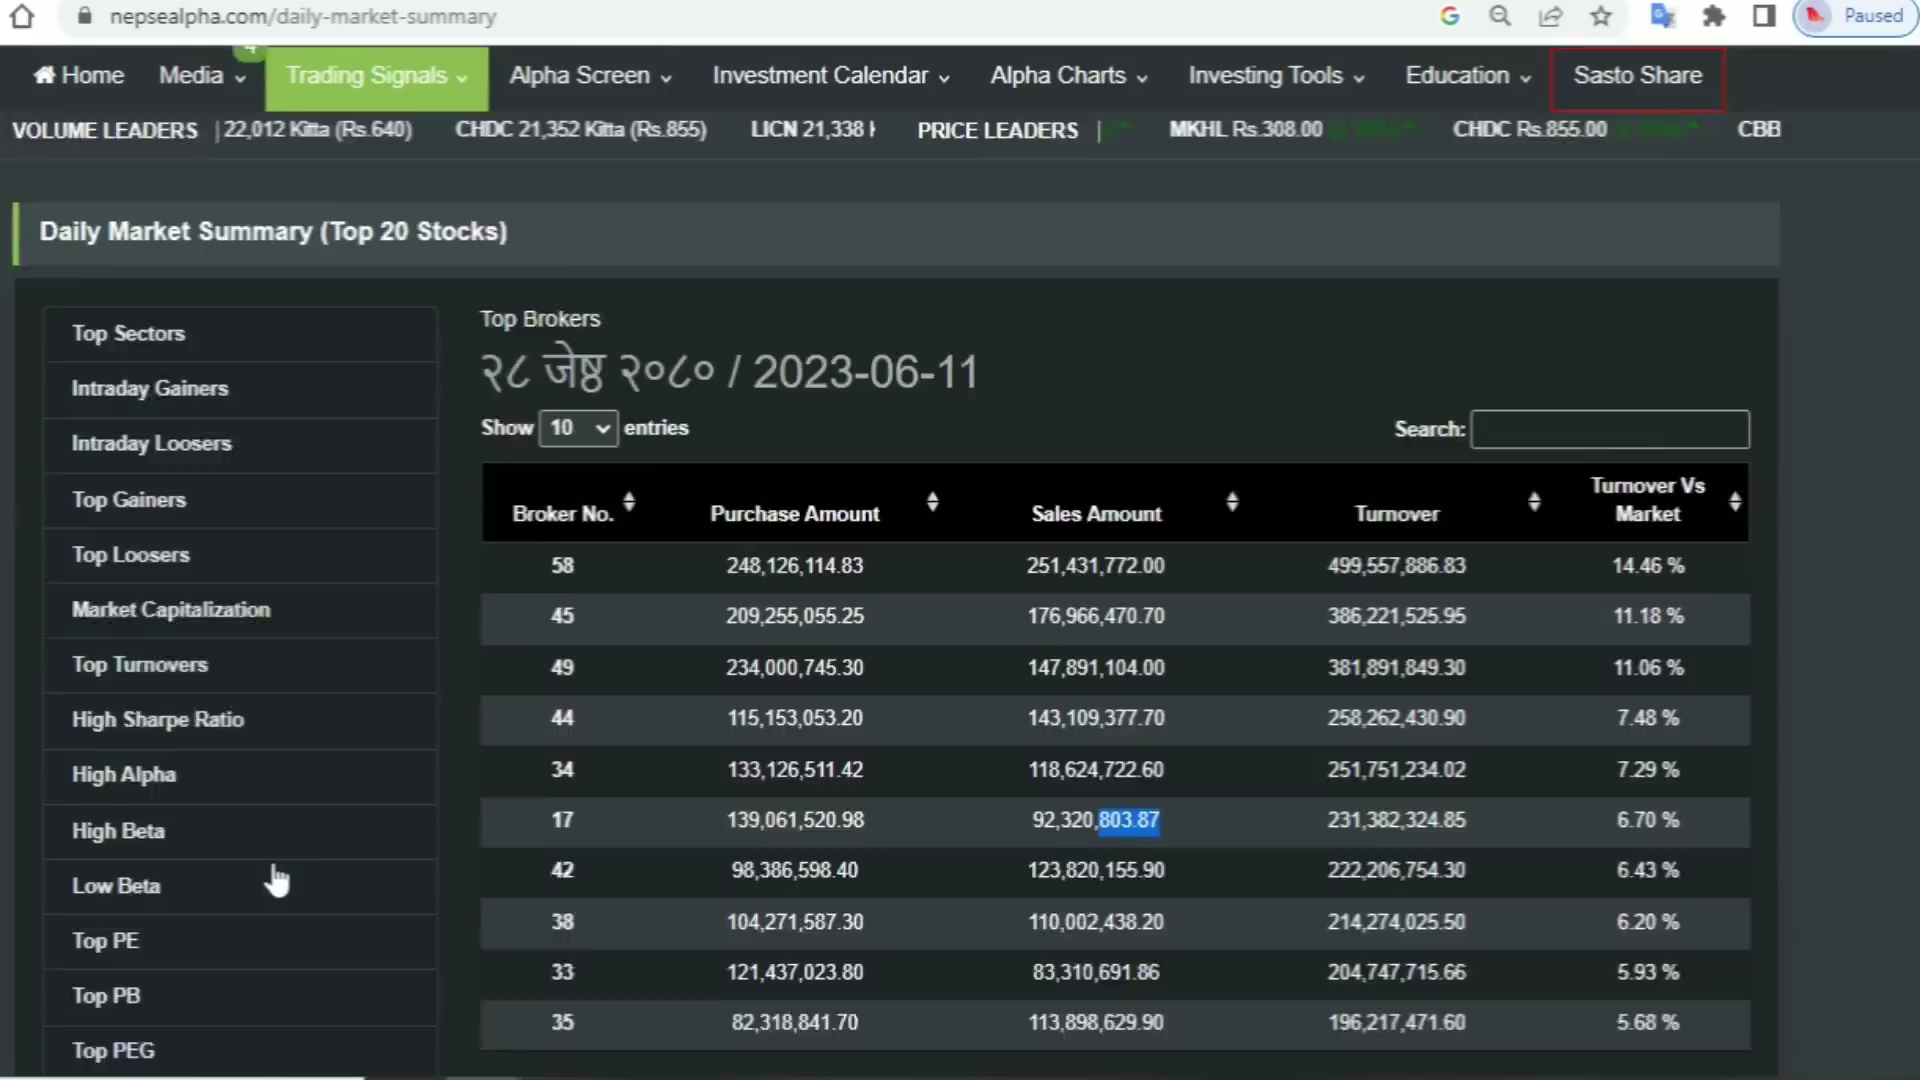 nepsealpha.com/daily-market-summary
Paused
Home Media Trading Signals Alpha Screen Investment Calendar Alpha Charts Investing Tools Education Sasto Share
VOLUME LEADERS 22,012 Kitta (Rs.640) CHDC 21,352 Kitta (Rs.855) LICN 21,338 PRICE LEADERS MKHL Rs.308.00 CHDC Rs.855.00 CBB
Daily Market Summary (Top 20 Stocks)
Top Sectors
Intraday Gainers
Intraday Loosers
Top Gainers
Top Loosers
Market Capitalization
Top Turnovers
High Sharpe Ratio
High Alpha
High Beta
Low Beta
Top PE
Top PB
Top PEG
Top Brokers
२८ जेष्ठ २०८० / 2023-06-11
Show 10 entries
Search:
Broker No. Purchase Amount Sales Amount Turnover Turnover Vs Market
58 248,126,114.83 251,431,772.00 499,557,886.83 14.46 %
45 209,255,055.25 176,966,470.70 386,221,525.95 11.18 %
49 234,000,745.30 147,891,104.00 381,891,849.30 11.06 %
44 115,153,053.20 143,109,377.70 258,262,430.90 7.48 %
34 133,126,511.42 118,624,722.60 251,751,234.02 7.29 %
17 139,061,520.98 92,320,803.87 231,382,324.85 6.70 %
42 98,386,598.40 123,820,155.90 222,206,754.30 6.43 %
38 104,271,587.30 110,002,438.20 214,274,025.50 6.20 %
33 121,437,023.80 83,310,691.86 204,747,715.66 5.93 %
35 82,318,841.70 113,898,629.90 196,217,471.60 5.68 %